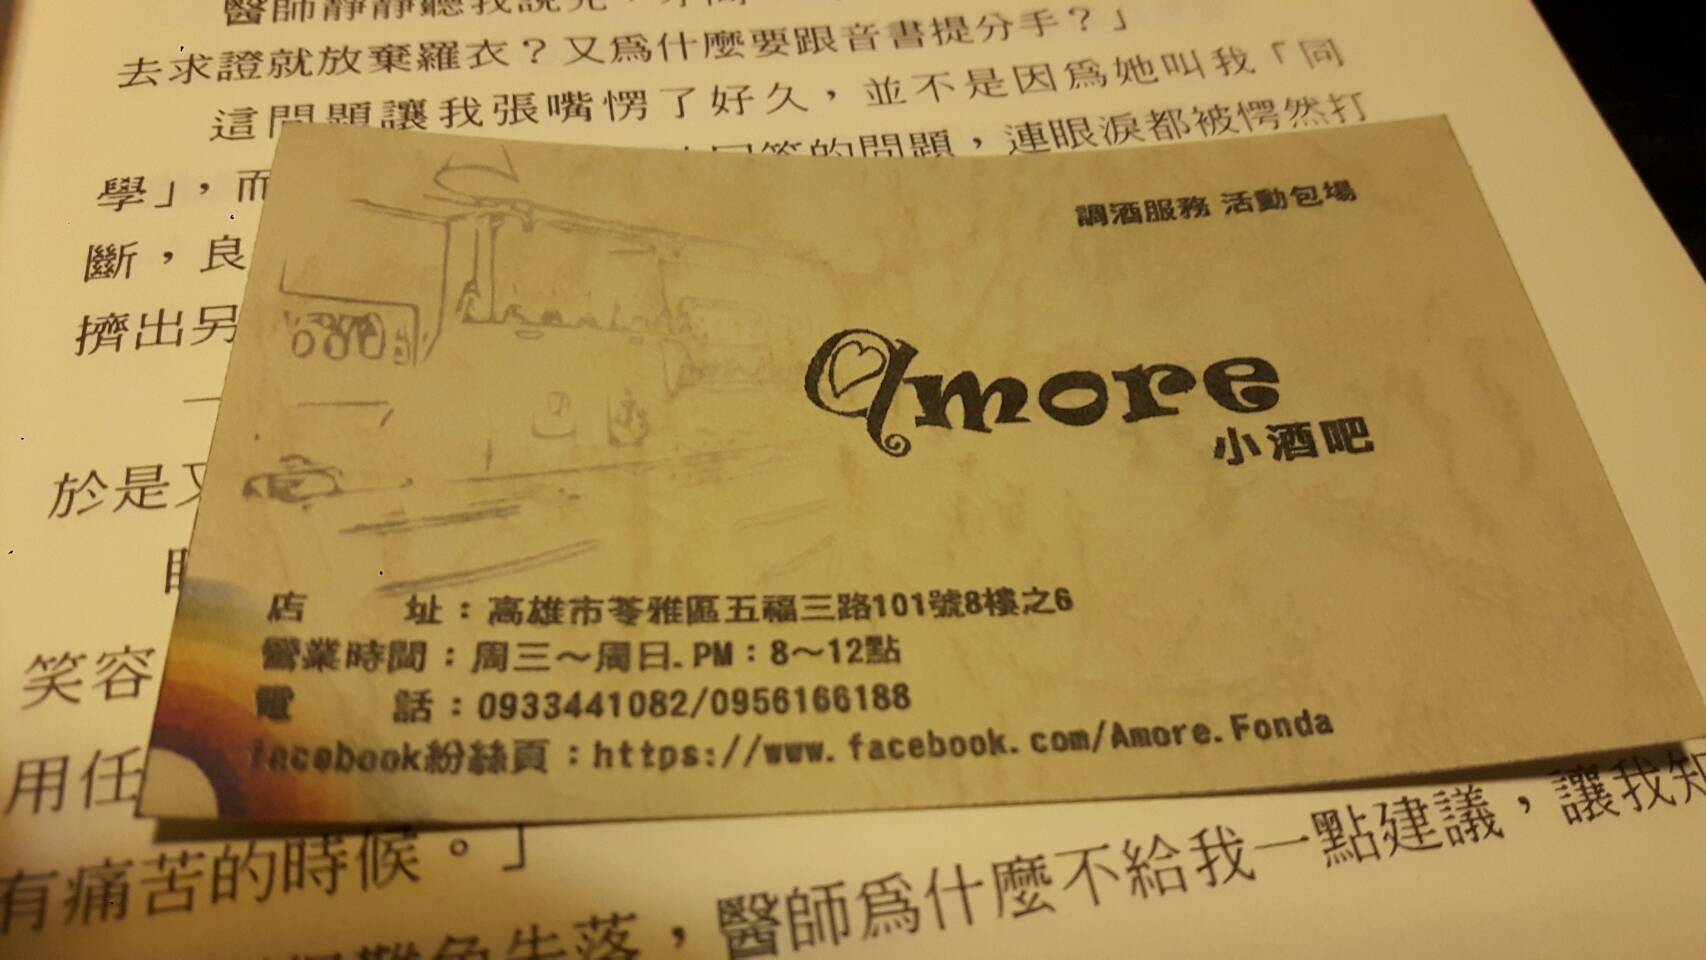 醫師靜靜聽我說完，
去求證就放棄羅衣？又為什麼要跟音書提分手？」
這問題讓我張嘴愣了好久，並不是因為她叫我「同
學」，而
的問題，連眼淚都被愕然打
斷，良
擠出另
於是又
笑容
用任
有痛苦的時候。」
，醫師為什麼不給我一點建議，讓我知
調酒服務 活動包場
Amore
小酒吧
店 址：高雄市苓雅區五福三路101號8樓之6
營業時間：周三～周日.PM：8～12點
電 話：0933441082/0956166188
facebook紛絲頁：https://www.facebook.com/Amore.Fonda